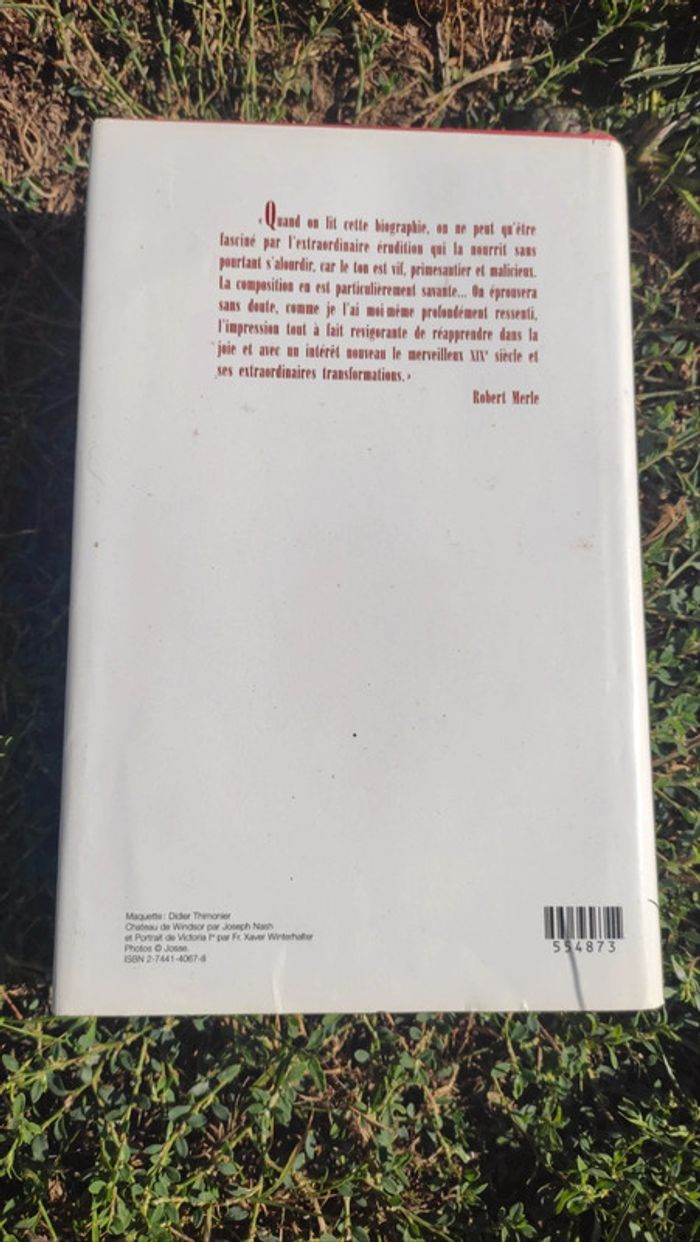 « Quand on lit cette biographie, on ne peut qu'être
fasciné par l'extraordinaire érudition qui la nourrit sans
pourtant s'alourdir, car le ton est vif, primesautier et malicieux.
La composition en est particulièrement savante... On éprouvera
sans doute, comme je l'ai moi-même profondément ressenti,
l'impression tout à fait revigorante de réapprendre dans la
joie et avec un intérêt nouveau le merveilleux XIXe siècle et
ses extraordinaires transformations. »
Robert Merle
Maquette : Didier Thimonier
Chateau de Windsor par Joseph Nash
et Portrait de Victoria Ire par Fr. Xaver Winterhalter
Photos © Josse.
ISBN 2-7441-4067-8
554873